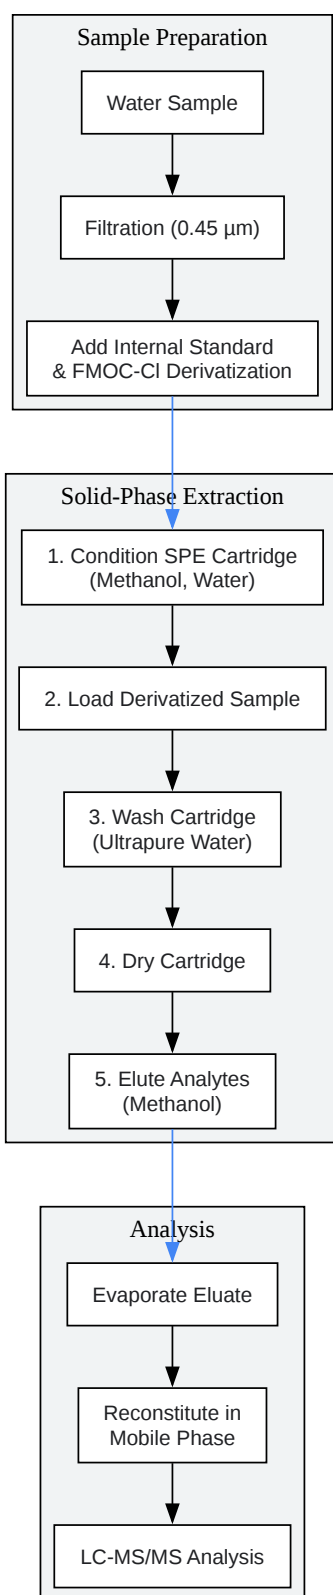 Sample Preparation
Water Sample
Filtration (0.45 µm)
Add Internal Standard
& FMOC-Cl Derivatization
Solid-Phase Extraction
1. Condition SPE Cartridge
(Methanol, Water)
2. Load Derivatized Sample
3. Wash Cartridge
(Ultrapure Water)
4. Dry Cartridge
5. Elute Analytes
(Methanol)
Analysis
Evaporate Eluate
Reconstitute in
Mobile Phase
LC-MS/MS Analysis